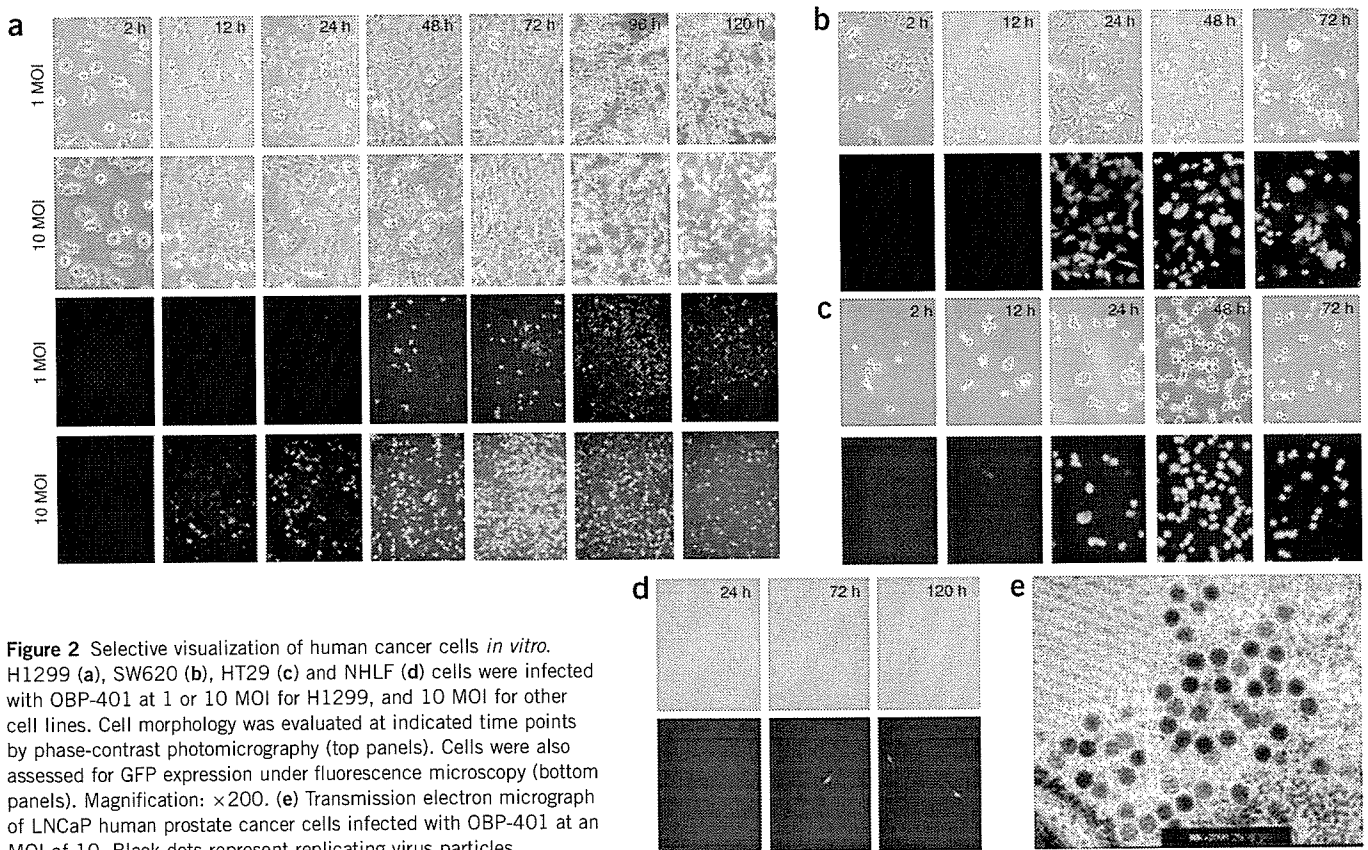 a
2 h 12 h 24 h 48 h 72 h 96 h 120 h
1 MOI
10 MOI
1 MOI
10 MOI
b
2 h 12 h 24 h 48 h 72 h
c
2 h 12 h 24 h 48 h 72 h
d
24 h 72 h 120 h
e
Figure 2 Selective visualization of human cancer cells in vitro.
H1299 (a), SW620 (b), HT29 (c) and NHLF (d) cells were infected
with OBP-401 at 1 or 10 MOI for H1299, and 10 MOI for other
cell lines. Cell morphology was evaluated at indicated time points
by phase-contrast photomicrography (top panels). Cells were also
assessed for GFP expression under fluorescence microscopy (bottom
panels). Magnification: ×200. (e) Transmission electron micrograph
of LNCaP human prostate cancer cells infected with OBP-401 at an
MOI of 10. Black dots represent replicating virus particles.